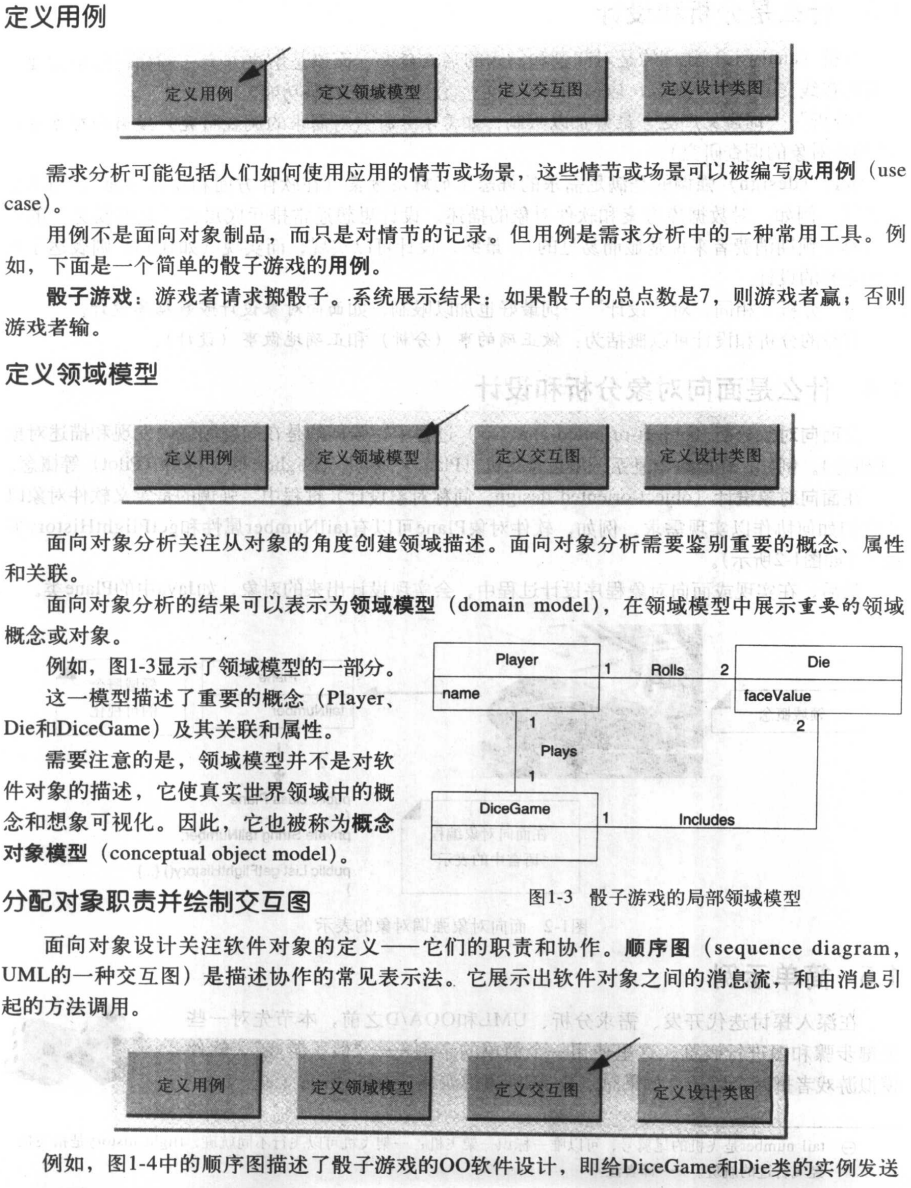 定义用例
定义用例 定义领域模型 定义交互图 定义设计类图
需求分析可能包括人们如何使用应用的情节或场景，这些情节或场景可以被编写成用例（use
case）。
用例不是面向对象制品，而只是对情节的记录。但用例是需求分析中的一种常用工具。例
如，下面是一个简单的骰子游戏的用例。
骰子游戏：游戏者请求掷骰子。系统展示结果：如果骰子的总点数是7，则游戏者赢；否则
游戏者输。
定义领域模型
定义用例 定义领域模型 定义交互图 定义设计类图
面向对象分析关注从对象的角度创建领域描述。面向对象分析需要鉴别重要的概念、属性
和关联。
面向对象分析的结果可以表示为领域模型（domain model），在领域模型中展示重要的领域
概念或对象。
例如，图1-3显示了领域模型的一部分。
这一模型描述了重要的概念（Player、
Die和DiceGame）及其关联和属性。
需要注意的是，领域模型并不是对软
件对象的描述，它使真实世界领域中的概
念和想象可视化。因此，它也被称为概念
对象模型（conceptual object model）。
Player
name
1 Rolls 2
Die
faceValue
1
Plays
1
2
DiceGame
1 Includes
图1-3 骰子游戏的局部领域模型
分配对象职责并绘制交互图
面向对象设计关注软件对象的定义——它们的职责和协作。顺序图（sequence diagram，
UML的一种交互图）是描述协作的常见表示法。它展示出软件对象之间的消息流，和由消息引
起的方法调用。
定义用例 定义领域模型 定义交互图 定义设计类图
例如，图1-4中的顺序图描述了骰子游戏的OO软件设计，即给DiceGame和Die类的实例发送